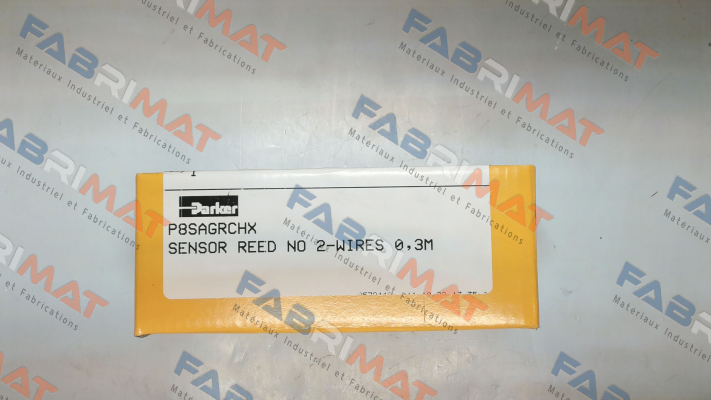 Parker
P8SAGRCHX
SENSOR REED NO 2-WIRES 0,3M
FABRIMAT
Materiaux Industriel et Fabrications